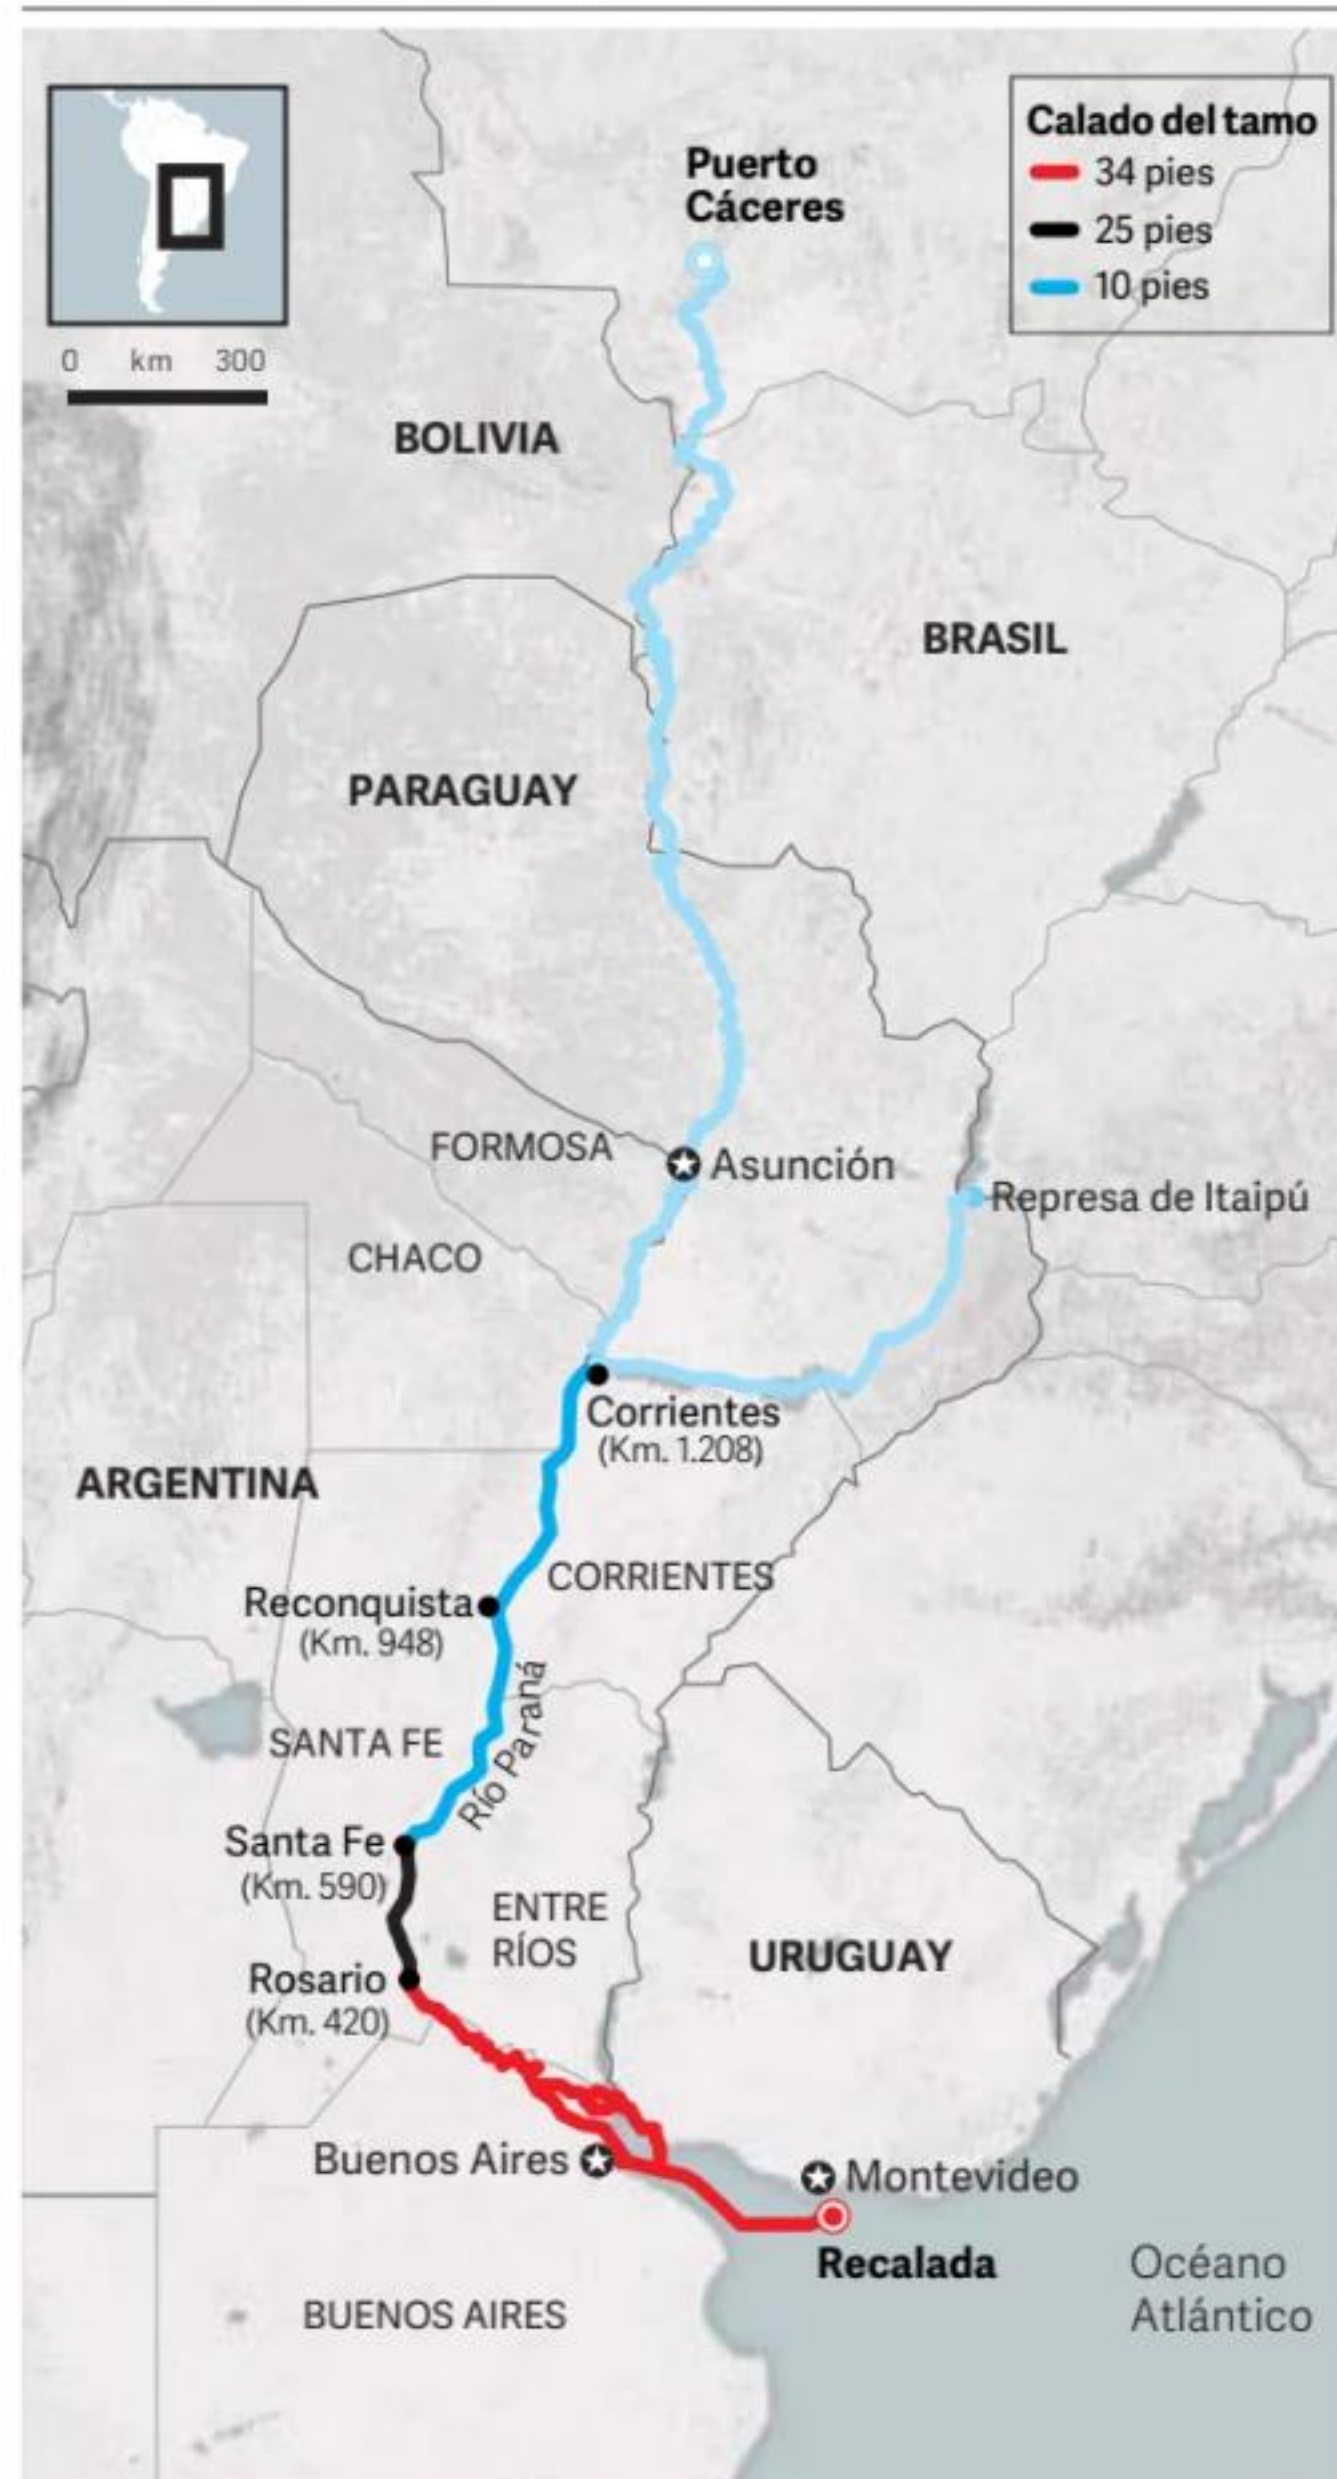 Calado del tamo
34 pies
25 pies
10 pies
0 km 300
Puerto
Cáceres
BOLIVIA
BRASIL
PARAGUAY
FORMOSA
Asunción
Represa de Itaipú
CHACO
Corrientes
(Km. 1.208)
ARGENTINA
CORRIENTES
Reconquista
(Km. 948)
Río Paraná
SANTA FE
Santa Fe
(Km. 590)
ENTRE
RÍOS
URUGUAY
Rosario
(Km. 420)
Buenos Aires
Montevideo
Recalada
Océano
Atlántico
BUENOS AIRES